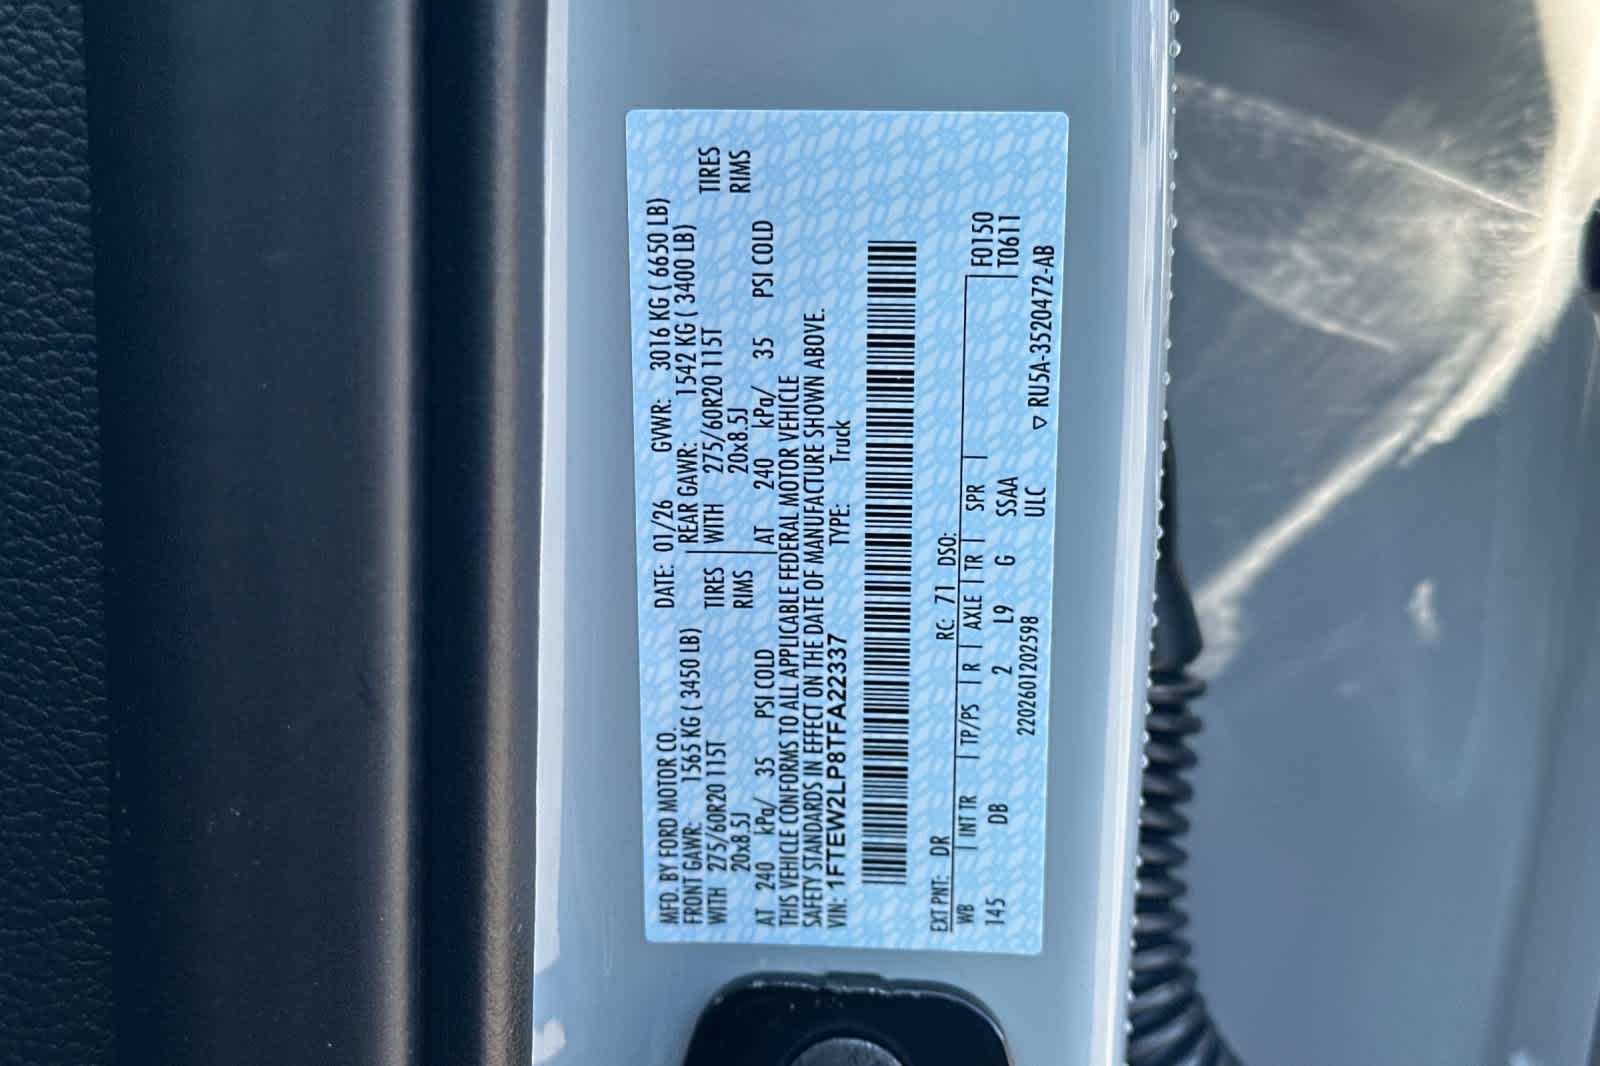 MFD. BY FORD MOTOR CO. DATE: 01/26 GVWR: 3016 KG ( 6650 LB)
FRONT GAWR: 1565 KG ( 3450 LB) REAR GAWR: 1542 KG ( 3400 LB)
WITH 275/60R20 115T TIRES WITH 275/60R20 115T TIRES
20x8.5J RIMS 20x8.5J RIMS
AT 240 kPa/ 35 PSI COLD AT 240 kPa/ 35 PSI COLD
THIS VEHICLE CONFORMS TO ALL APPLICABLE FEDERAL MOTOR VEHICLE
SAFETY STANDARDS IN EFFECT ON THE DATE OF MANUFACTURE SHOWN ABOVE.
VIN: 1FTEW2LP8TFA22337 TYPE: Truck
EXT PNT: DR RC: 71 DSO:
WB INT TR TP/PS R AXLE TR SPR F0150
145 DB 2 L9 G SSAA T0611
2202601202598 ULC ▽ RU5A-3520472-AB